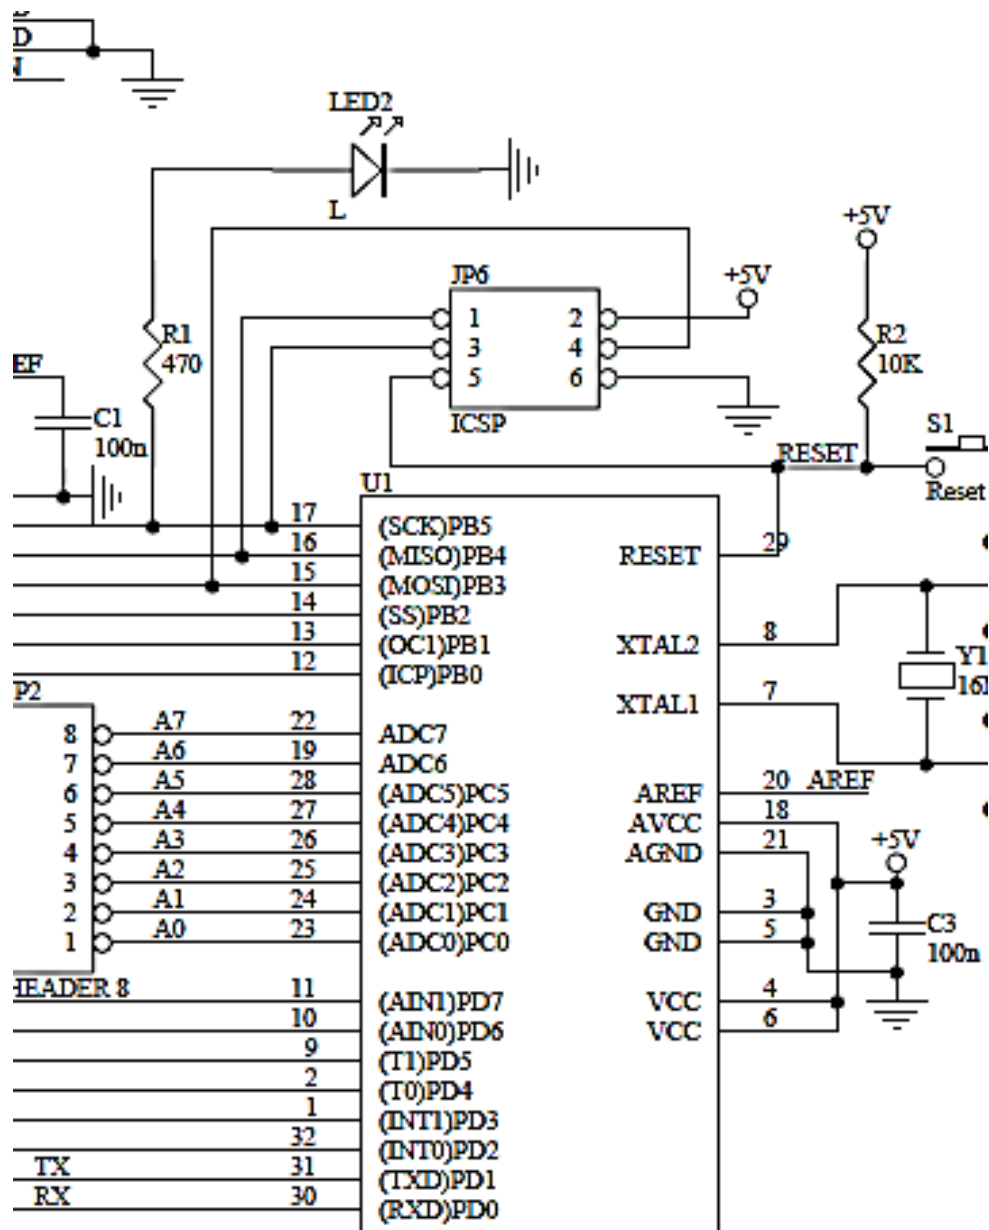 D
N
LED2
L
+5V
JP6
+5V
1 2
3 4
5 6
ICSP
R1
470
R2
10K
EF
C1
100n
S1
RESET
Reset
U1
17 (SCK)PB5
16 (MISO)PB4
RESET 29
15 (MOSI)PB3
14 (SS)PB2
13 (OC1)PB1
XTAL2 8
12 (ICP)PB0
Y1
16
XTAL1 7
P2
8 A7 22 ADC7
7 A6 19 ADC6
6 A5 28 (ADC5)PC5
AREF 20 AREF
5 A4 27 (ADC4)PC4
AVCC 18
4 A3 26 (ADC3)PC3
AGND 21
+5V
3 A2 25 (ADC2)PC2
2 A1 24 (ADC1)PC1
GND 3
1 A0 23 (ADC0)PC0
GND 5
C3
100n
HEADER 8
11 (AIN1)PD7
VCC 4
10 (AIN0)PD6
VCC 6
9 (T1)PD5
2 (T0)PD4
1 (INT1)PD3
32 (INT0)PD2
TX 31 (TXD)PD1
RX 30 (RXD)PD0